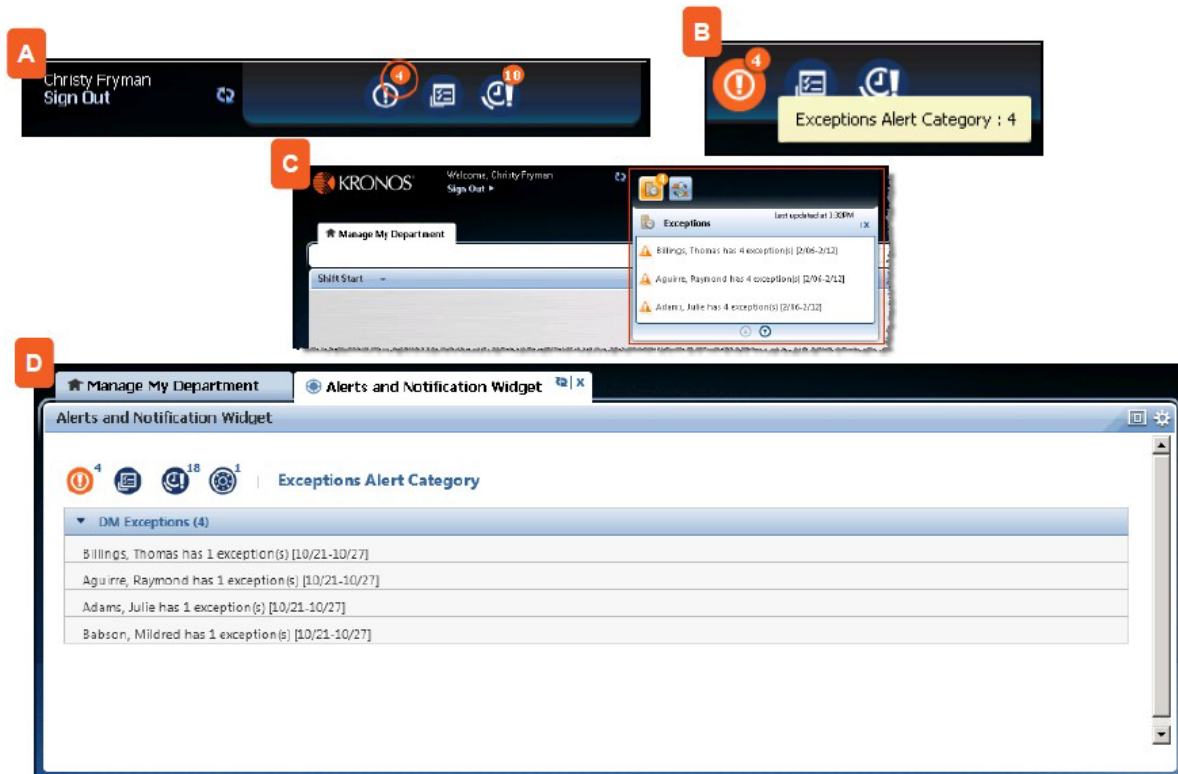 A
Christy Fryman
Sign Out
4
18
B
4
Exceptions Alert Category : 4
C
KRONOS
Welcome, Christy Fryman
Sign Out
Manage My Department
Shift Start
4
Exceptions
Last updated at 1:30PM
x
Billings, Thomas has 4 exception(s) [2/06-2/12]
Aguirre, Raymond has 4 exception(s) [2/06-2/12]
Adams, Julie has 4 exception(s) [2/06-2/12]
D
Manage My Department
Alerts and Notification Widget x
Alerts and Notification Widget
4 18 1 | Exceptions Alert Category
DM Exceptions (4)
Billings, Thomas has 1 exception(s) [10/21-10/27]
Aguirre, Raymond has 1 exception(s) [10/21-10/27]
Adams, Julie has 1 exception(s) [10/21-10/27]
Babson, Mildred has 1 exception(s) [10/21-10/27]